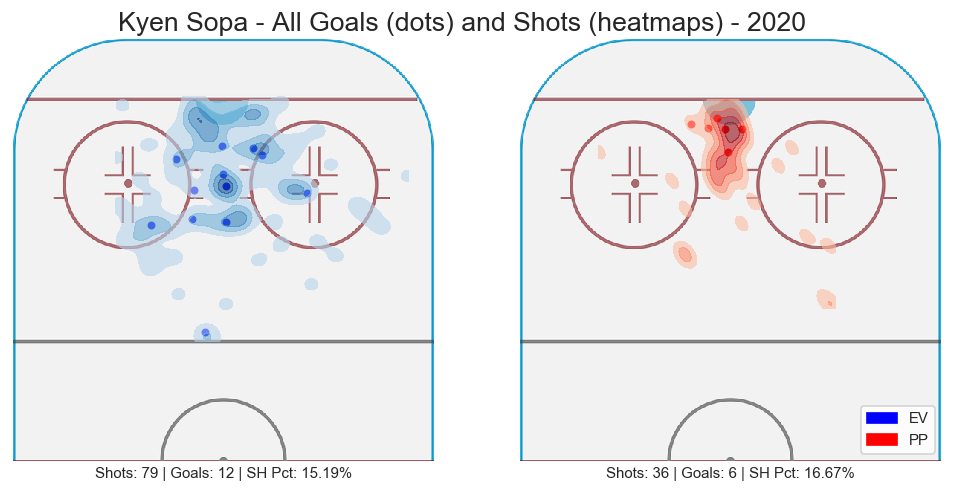 Kyen Sopa - All Goals (dots) and Shots (heatmaps) - 2020
EV
PP
Shots: 79 | Goals: 12 | SH Pct: 15.19%
Shots: 36 | Goals: 6 | SH Pct: 16.67%